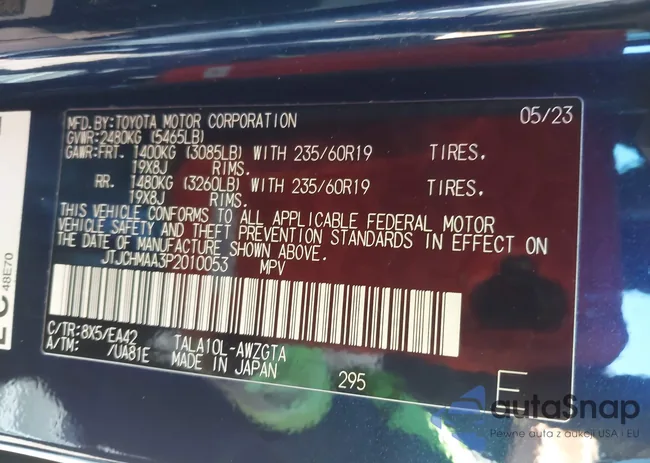 MFD.BY:TOYOTA MOTOR CORPORATION 05/23
GVWR:2480KG (5465LB)
GAWR:FRT. 1400KG (3085LB) WITH 235/60R19 TIRES.
19X8J RIMS.
RR. 1480KG (3260LB) WITH 235/60R19 TIRES.
19X8J RIMS.
THIS VEHICLE CONFORMS TO ALL APPLICABLE FEDERAL MOTOR
VEHICLE SAFETY AND THEFT PREVENTION STANDARDS IN EFFECT ON
THE DATE OF MANUFACTURE SHOWN ABOVE.
JTJCHMAA3P2010053 MPV
C/TR:8X5/EA42 TALA10L-AWZGTA
A/TM: /UA81E MADE IN JAPAN 295
48E70
autaSnap
Pewne auta z aukcji USA i EU